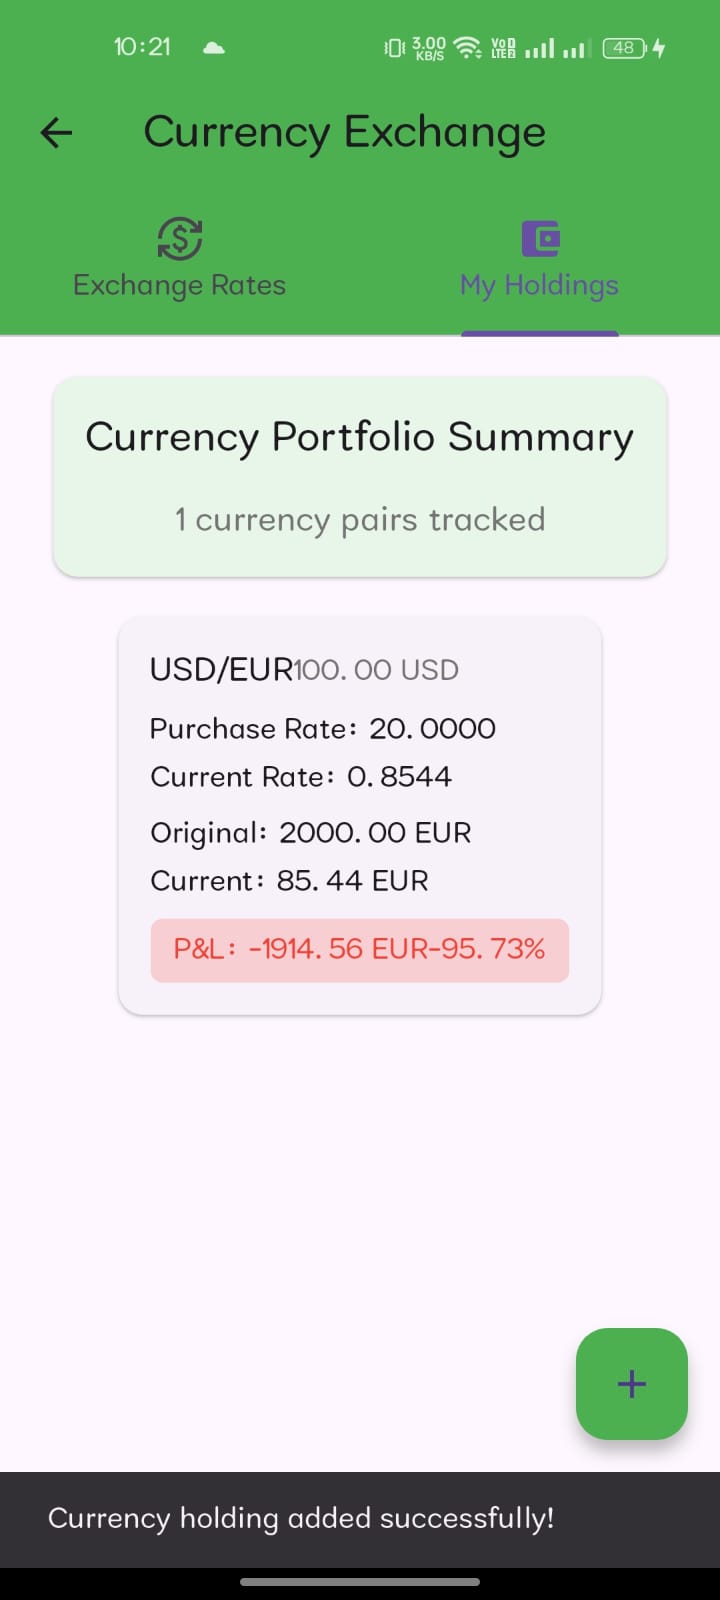 10:21 3.00 KB/S Vo 1 LTE 2 48
Currency Exchange
Exchange Rates My Holdings
Currency Portfolio Summary
1 currency pairs tracked
USD/EUR100.00 USD
Purchase Rate: 20.0000
Current Rate: 0.8544
Original: 2000.00 EUR
Current: 85.44 EUR
P&L: -1914.56 EUR-95.73%
Currency holding added successfully!